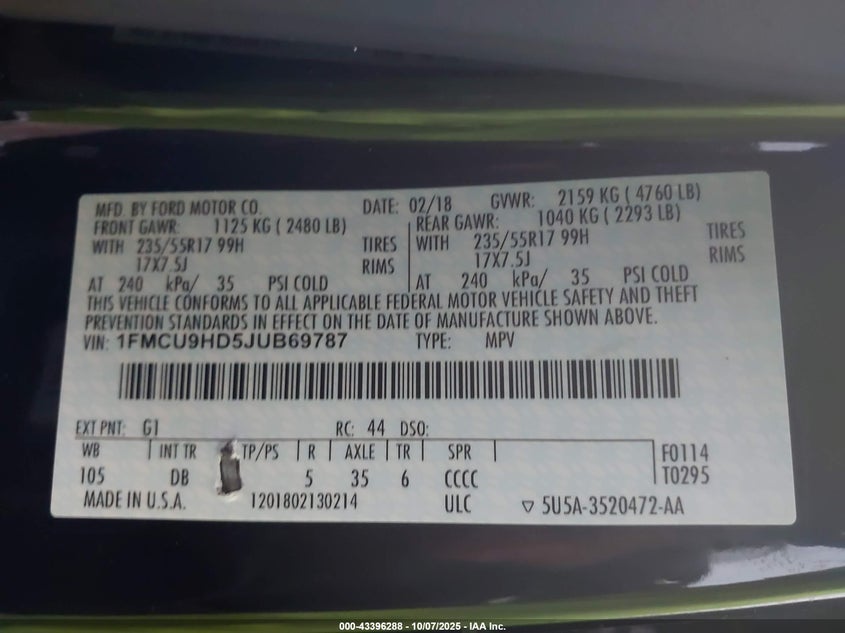 MFD. BY FORD MOTOR CO. DATE: 02/18 GVWR: 2159 KG ( 4760 LB)
FRONT GAWR: 1125 KG ( 2480 LB) REAR GAWR: 1040 KG ( 2293 LB)
WITH 235/55R17 99H TIRES WITH 235/55R17 99H TIRES
17X7.5J RIMS 17X7.5J RIMS
AT 240 kPa/ 35 PSI COLD AT 240 kPa/ 35 PSI COLD
THIS VEHICLE CONFORMS TO ALL APPLICABLE FEDERAL MOTOR VEHICLE SAFETY AND THEFT
PREVENTION STANDARDS IN EFFECT ON THE DATE OF MANUFACTURE SHOWN ABOVE.
VIN: 1FMCU9HD5JUB69787 TYPE: MPV
EXT PNT: G1 RC: 44 DSO:
WB INT TR TP/PS R AXLE TR SPR F0114
105 DB 5 35 6 CCCC T0295
MADE IN U.S.A. 1201802130214 ULC ▽ 5U5A-3520472-AA
000-43396288 - 10/07/2025 - IAA Inc.